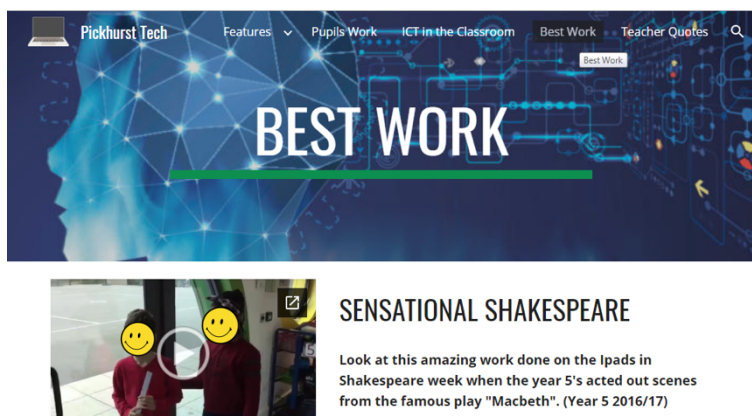 Pickhurst Tech Features Pupils Work ICT in the Classroom Best Work Teacher Quotes
Best Work
BEST WORK
SENSATIONAL SHAKESPEARE
Look at this amazing work done on the Ipads in
Shakespeare week when the year 5's acted out scenes
from the famous play "Macbeth". (Year 5 2016/17)